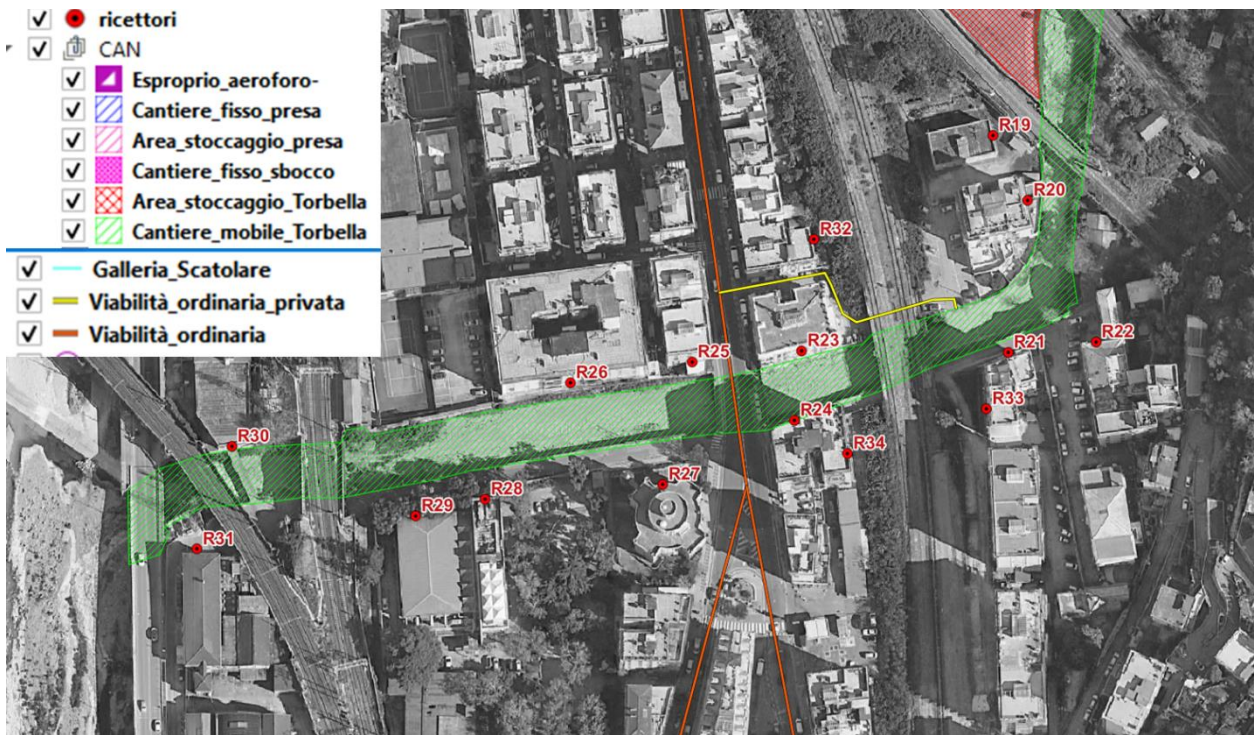 ricettori
CAN
Esproprio_aeroforo-
Cantiere_fisso_presa
Area_stoccaggio_presa
Cantiere_fisso_sbocco
Area_stoccaggio_Torbella
Cantiere_mobile_Torbella
Galleria_Scatolare
Viabilità_ordinaria_privata
Viabilità_ordinaria
R19
R20
R32
R22
R21
R23
R25
R26
R33
R24
R30
R34
R27
R28
R29
R31